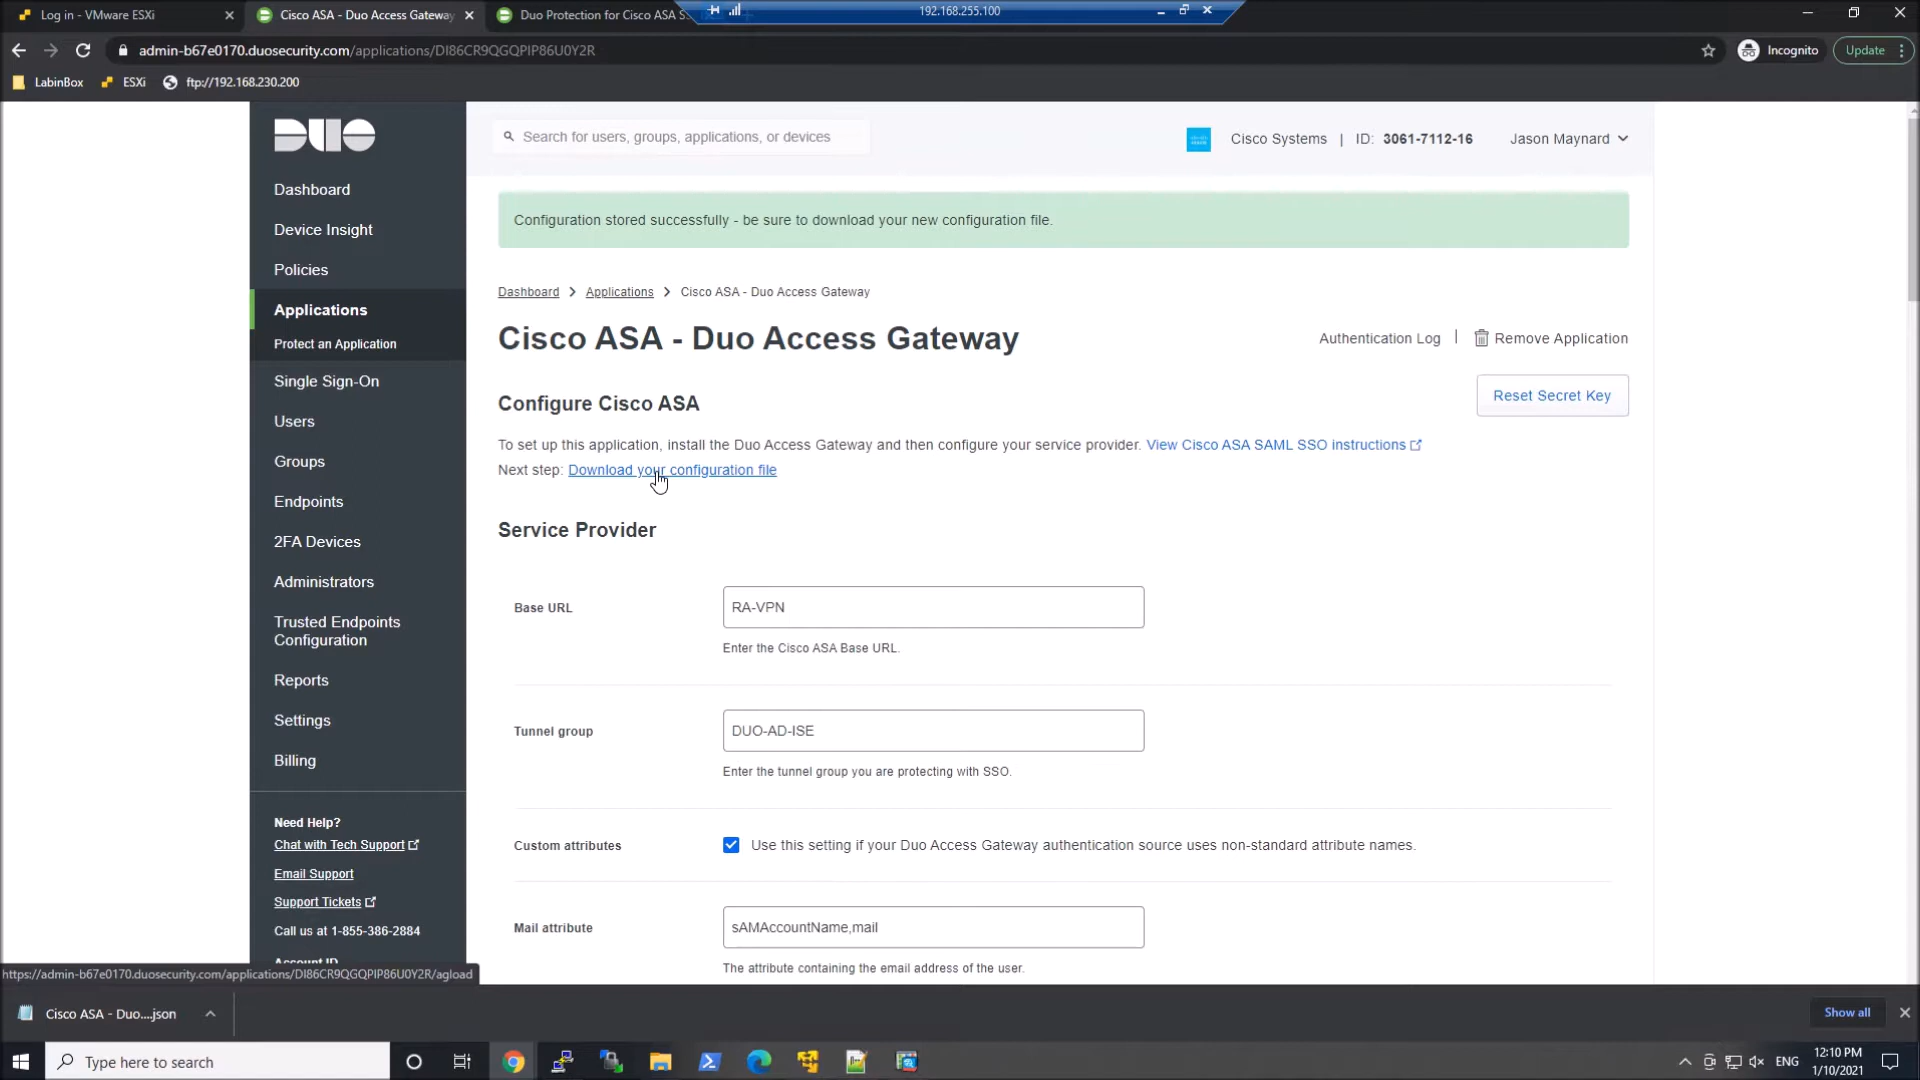 Log in - VMware ESXi
Cisco ASA - Duo Access Gateway
Duo Protection for Cisco ASA S
192.168.255.100
admin-b67e0170.duosecurity.com/applications/DI86CR9QGQPIP86U0Y2R
Incognito
Update
LabinBox
ESXi
ftp://192.168.230.200
DUO
Search for users, groups, applications, or devices
Cisco Systems | ID: 3061-7112-16
Jason Maynard
Dashboard
Device Insight
Policies
Applications
Protect an Application
Single Sign-On
Users
Groups
Endpoints
2FA Devices
Administrators
Trusted Endpoints
Configuration
Reports
Settings
Billing
Need Help?
Chat with Tech Support
Email Support
Support Tickets
Call us at 1-855-386-2884
Account ID
Configuration stored successfully - be sure to download your new configuration file.
Dashboard > Applications > Cisco ASA - Duo Access Gateway
Cisco ASA - Duo Access Gateway
Authentication Log | Remove Application
Configure Cisco ASA
Reset Secret Key
To set up this application, install the Duo Access Gateway and then configure your service provider. View Cisco ASA SAML SSO instructions
Next step: Download your configuration file
Service Provider
Base URL
RA-VPN
Enter the Cisco ASA Base URL.
Tunnel group
DUO-AD-ISE
Enter the tunnel group you are protecting with SSO.
Custom attributes
Use this setting if your Duo Access Gateway authentication source uses non-standard attribute names.
Mail attribute
sAMAccountName,mail
The attribute containing the email address of the user.
https://admin-b67e0170.duosecurity.com/applications/DI86CR9QGQPIP86U0Y2R/agload
Cisco ASA - Duo....json
Show all
Type here to search
ENG
12:10 PM
1/10/2021